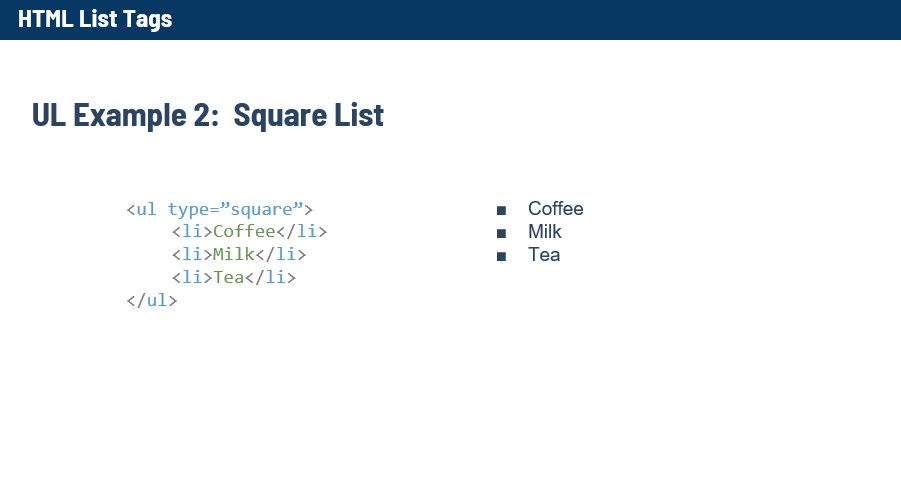 HTML List Tags
UL Example 2:  Square List
<ul type=”square”>
<li>Coffee</li>
<li>Milk</li>
<li>Tea</li>
</ul>
■ Coffee
■ Milk
■ Tea